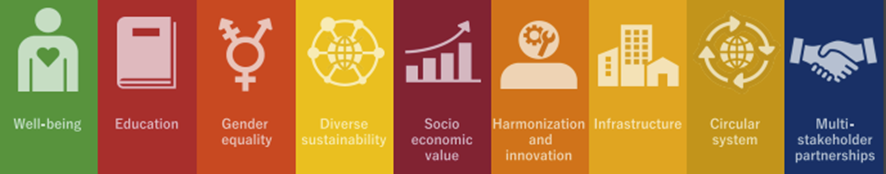 Well-being
Education
Gender
equality
Diverse
sustainability
Socio
economic
value
Harmonization
and
innovation
Infrastructure
Circular
system
Multi-
stakeholder
partnerships